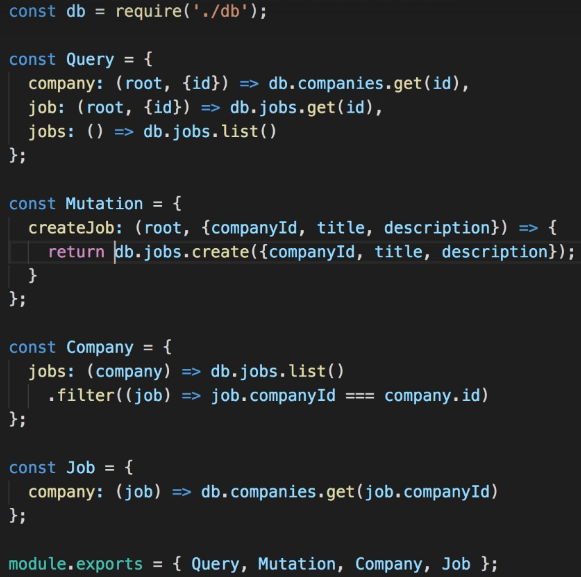 const db = require('./db');

const Query = {
  company: (root, {id}) => db.companies.get(id),
  job: (root, {id}) => db.jobs.get(id),
  jobs: () => db.jobs.list()
};

const Mutation = {
  createJob: (root, {companyId, title, description}) => {
    return db.jobs.create({companyId, title, description});
  }
};

const Company = {
  jobs: (company) => db.jobs.list()
    .filter((job) => job.companyId === company.id)
};

const Job = {
  company: (job) => db.companies.get(job.companyId)
};

module.exports = { Query, Mutation, Company, Job };